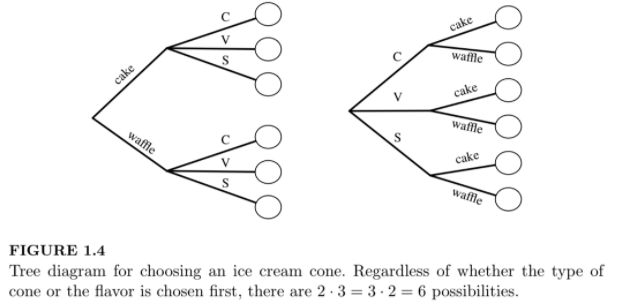 C
V
S
cake
waffle
C
V
S
C
V
S
cake
waffle
cake
waffle
cake
waffle
FIGURE 1.4
Tree diagram for choosing an ice cream cone. Regardless of whether the type of
cone or the flavor is chosen first, there are 2 · 3 = 3 · 2 = 6 possibilities.